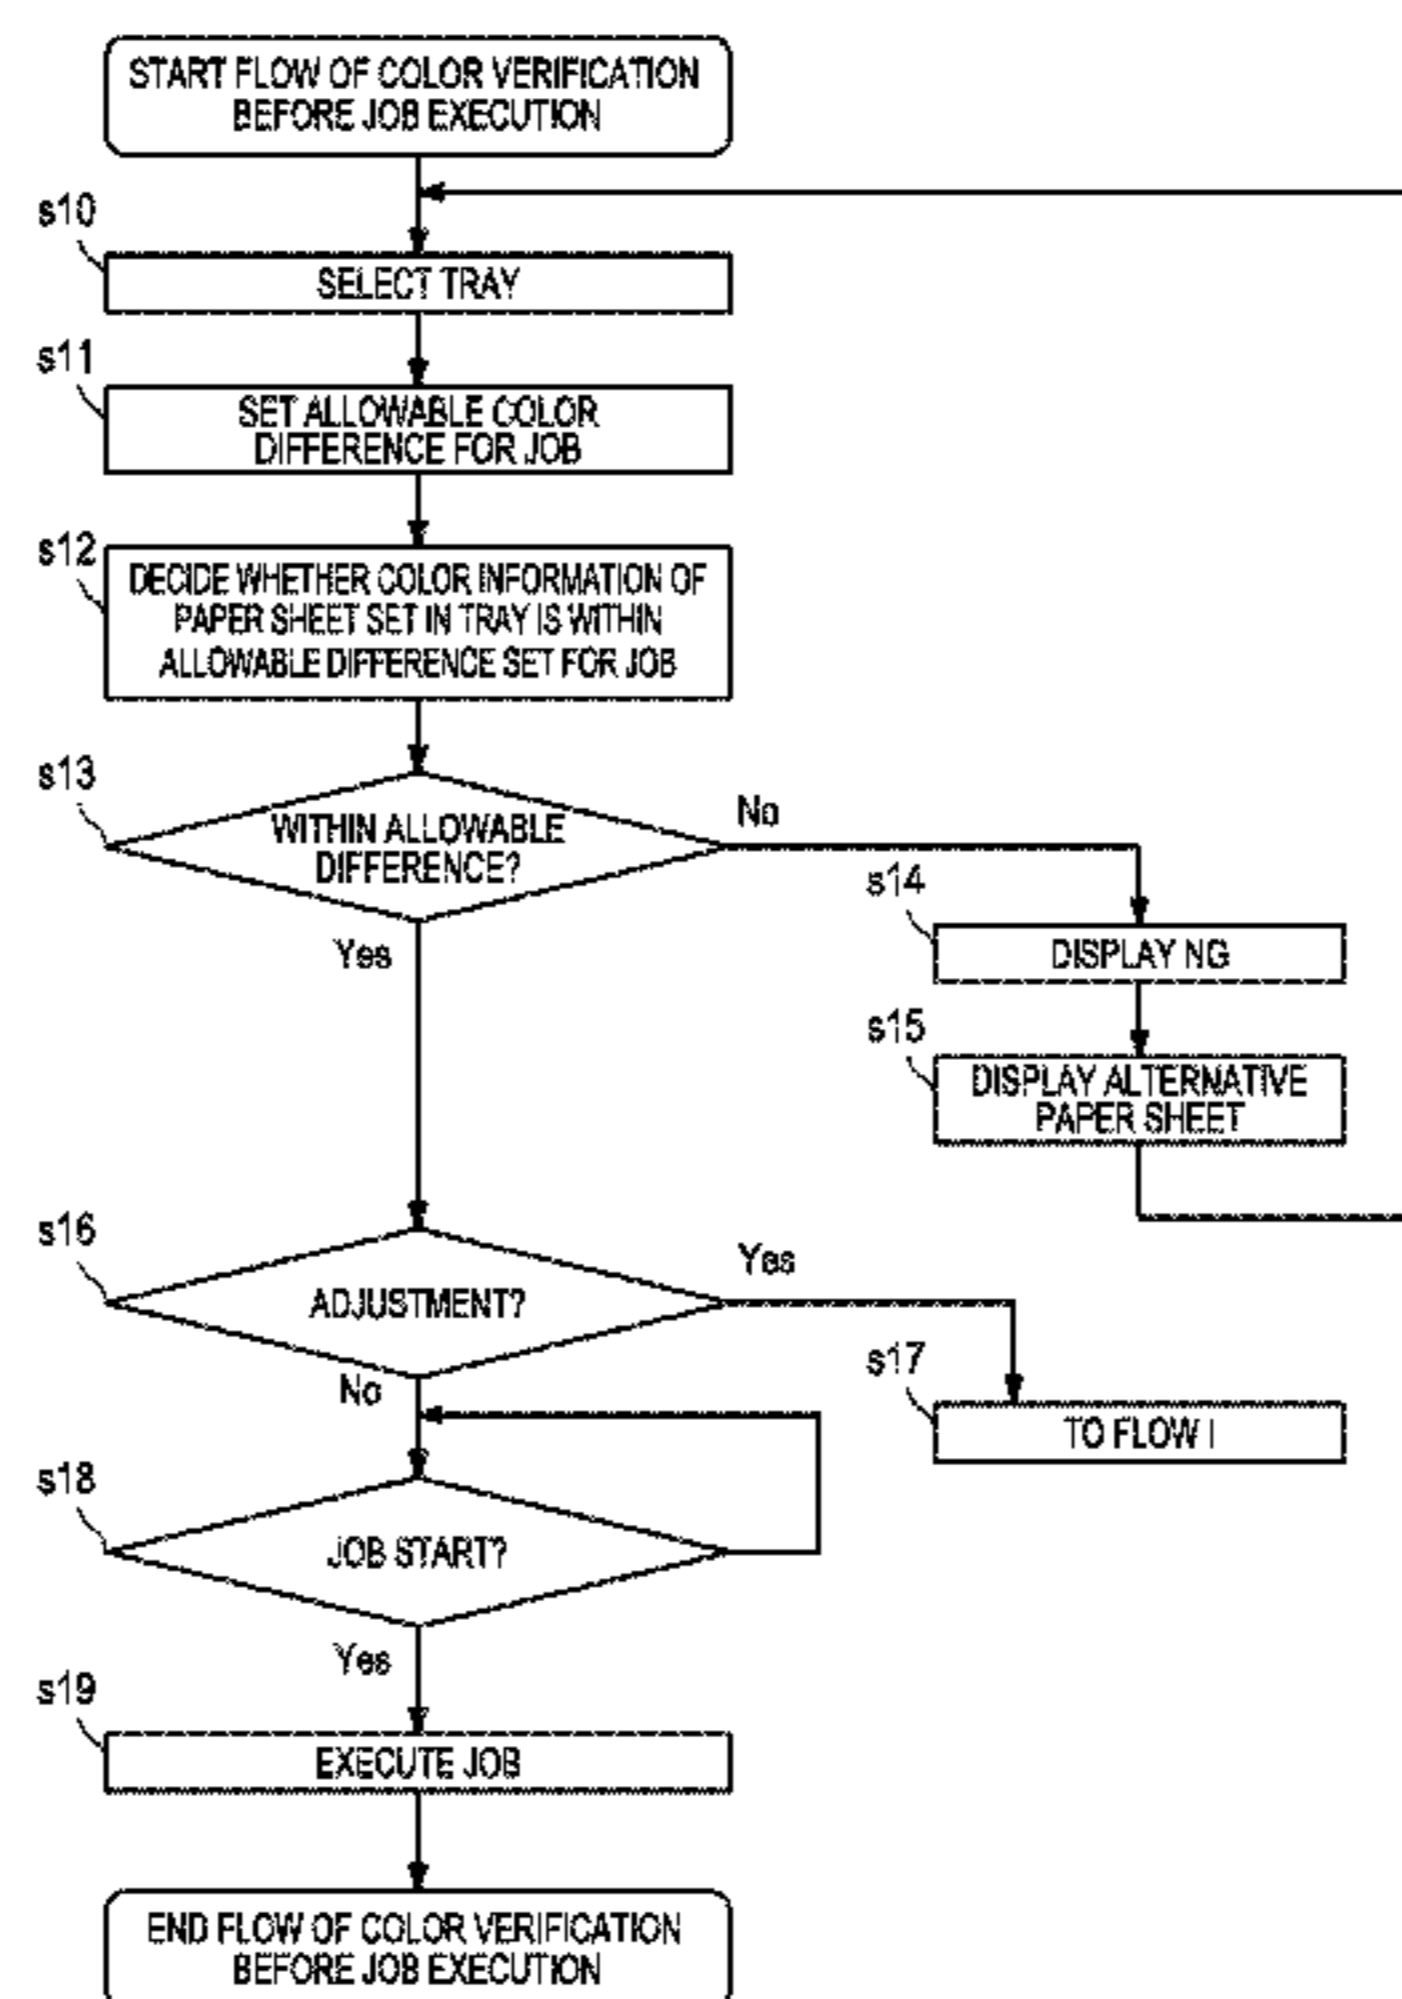 START FLOW OF COLOR VERIFICATION
BEFORE JOB EXECUTION
s10
SELECT TRAY
s11
SET ALLOWABLE COLOR
DIFFERENCE FOR JOB
s12
DECIDE WHETHER COLOR INFORMATION OF
PAPER SHEET SET IN TRAY IS WITHIN
ALLOWABLE DIFFERENCE SET FOR JOB
s13
WITHIN ALLOWABLE
DIFFERENCE?
No
Yes
s14
DISPLAY NG
s15
DISPLAY ALTERNATIVE
PAPER SHEET
s16
ADJUSTMENT?
Yes
No
s17
TO FLOW I
s18
JOB START?
Yes
s19
EXECUTE JOB
END FLOW OF COLOR VERIFICATION
BEFORE JOB EXECUTION